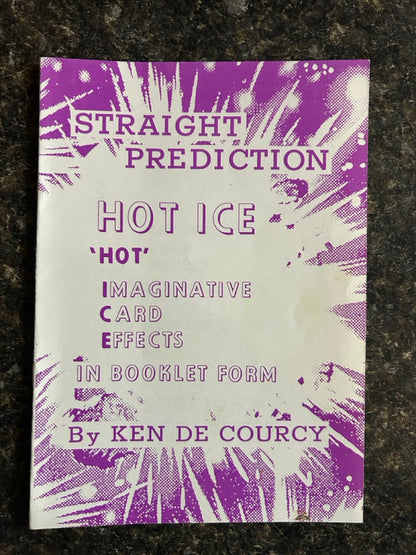 STRAIGHT
PREDICTION
HOT ICE
'HOT'
IMAGINATIVE
CARD
EFFECTS
IN BOOKLET FORM
By KEN DE COURCY